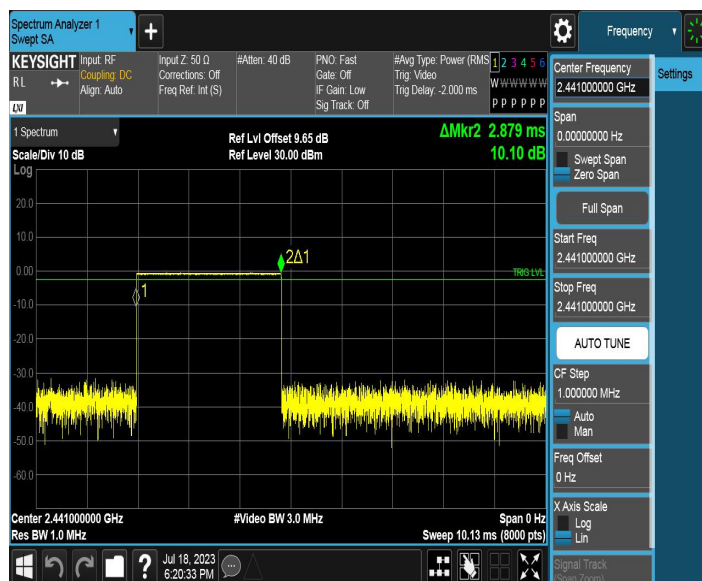 Spectrum Analyzer 1
Swept SA
+
Frequency
KEYSIGHT
RL
LXI
Input: RF
Coupling: DC
Align: Auto
Input Z: 50 Ω
Corrections: Off
Freq Ref: Int (S)
#Atten: 40 dB
PNO: Fast
Gate: Off
IF Gain: Low
Sig Track: Off
#Avg Type: Power (RMS
Trig: Video
Trig Delay: -2.000 ms
1 2 3 4 5 6
W W W W W W
P P P P P P
1 Spectrum
Scale/Div 10 dB
Log
Ref Lvl Offset 9.65 dB
Ref Level 30.00 dBm
ΔMkr2 2.879 ms
10.10 dB
20.0
10.0
0.00
-10.0
-20.0
-30.0
-40.0
-50.0
-60.0
2Δ1
1
TRIG LVL
Center 2.441000000 GHz
Res BW 1.0 MHz
#Video BW 3.0 MHz
Span 0 Hz
Sweep 10.13 ms (8000 pts)
Center Frequency
2.441000000 GHz
Settings
Span
0.00000000 Hz
Swept Span
Zero Span
Full Span
Start Freq
2.441000000 GHz
Stop Freq
2.441000000 GHz
AUTO TUNE
CF Step
1.000000 MHz
Auto
Man
Freq Offset
0 Hz
X Axis Scale
Log
Lin
Signal Track
(Span Zoom)
?
Jul 18, 2023
6:20:33 PM